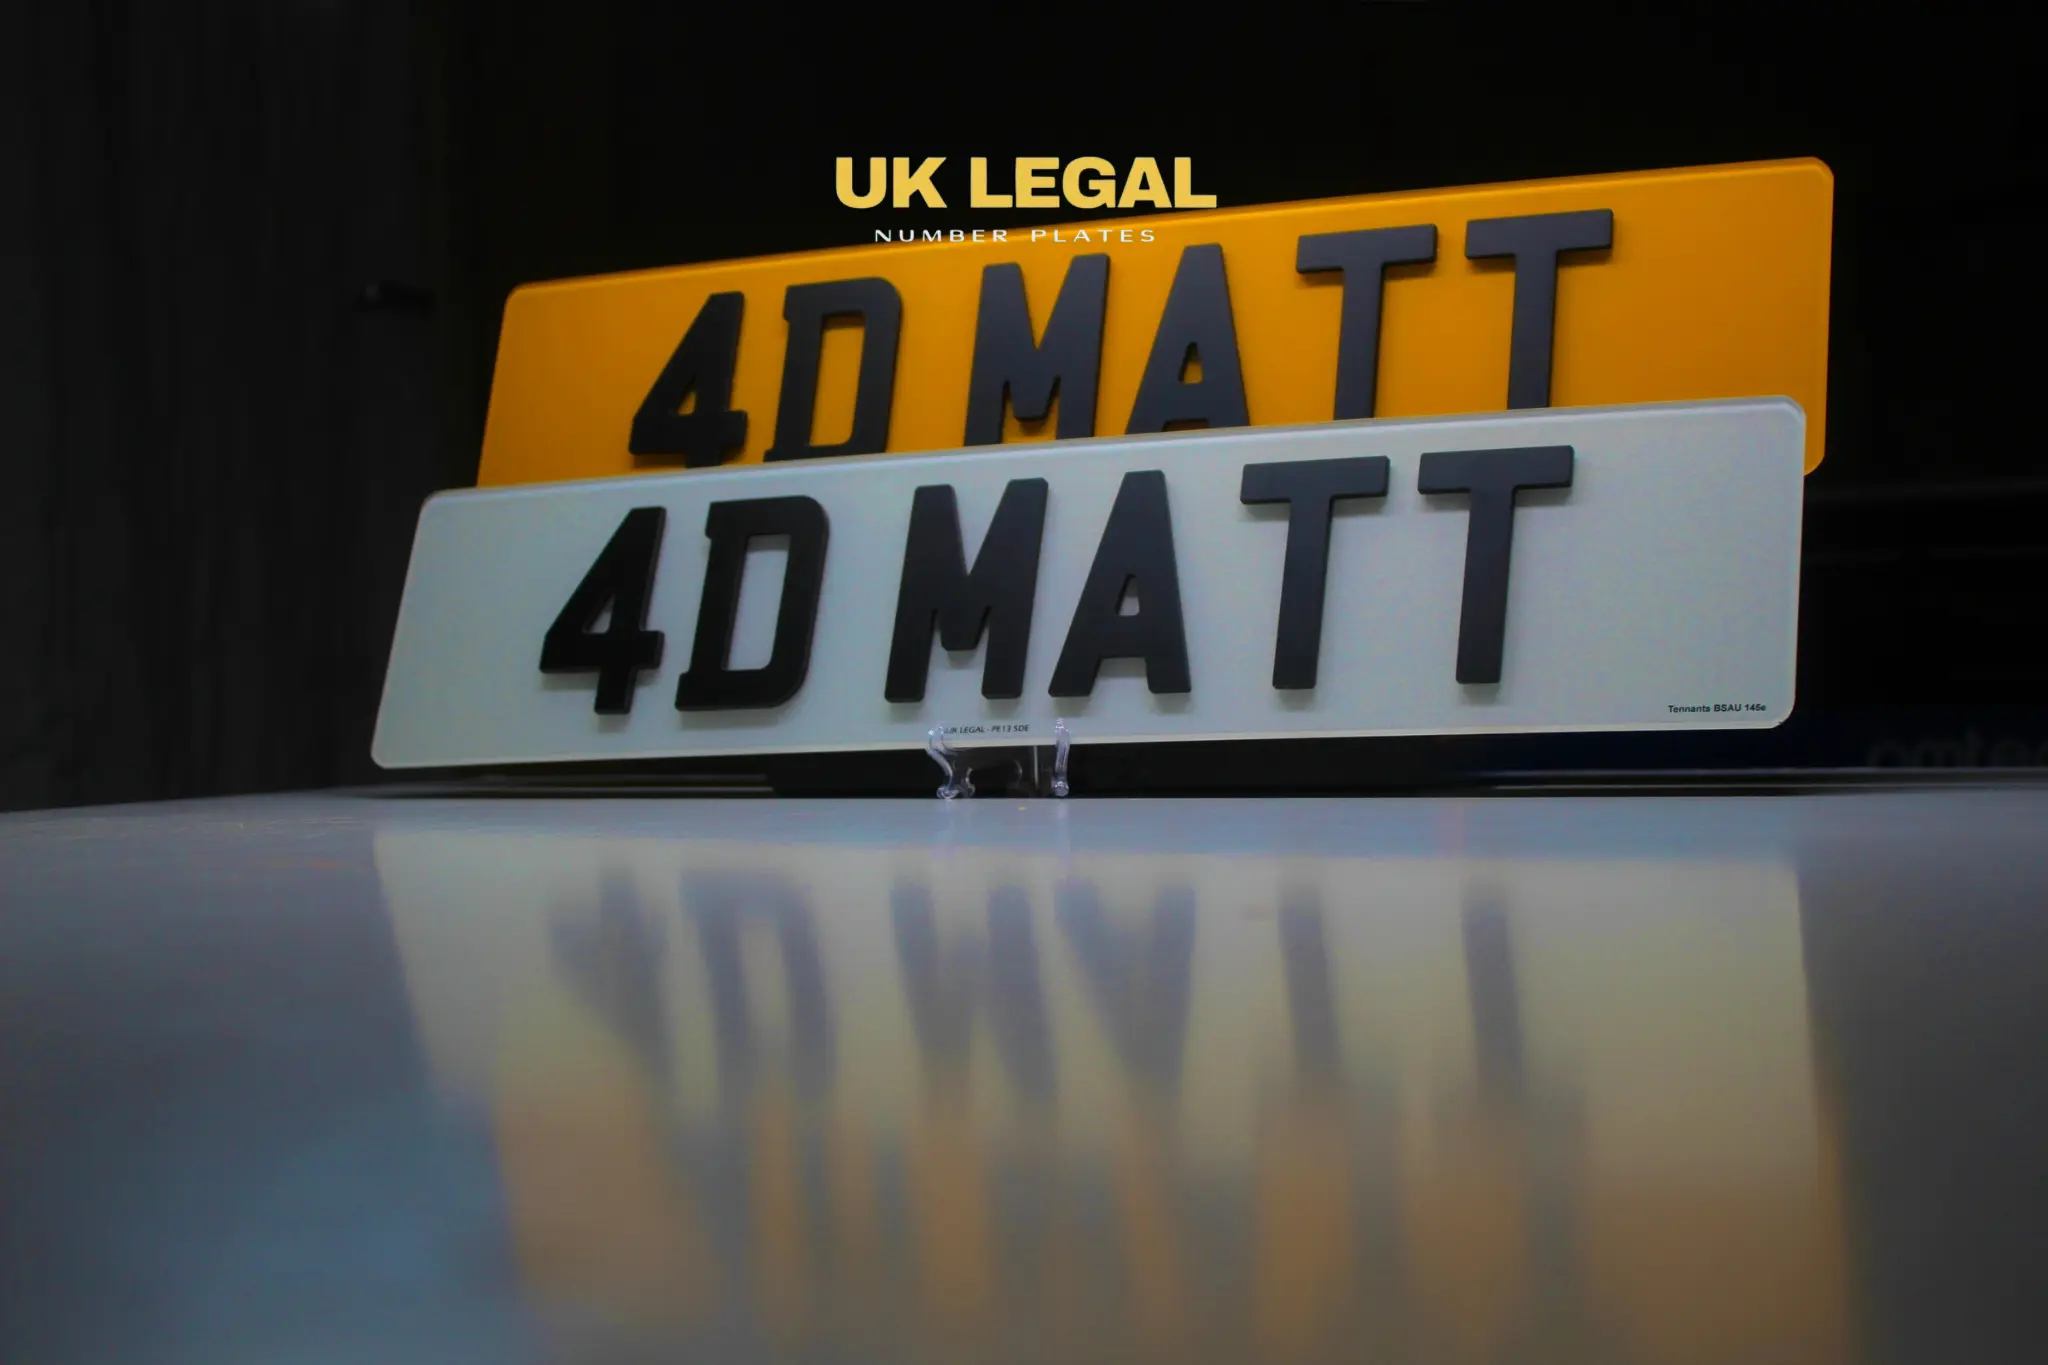 UK LEGAL
NUMBER PLATES
4D MATT
4D MATT
Tennants BSAU 145e
UK LEGAL - PE13 5DE